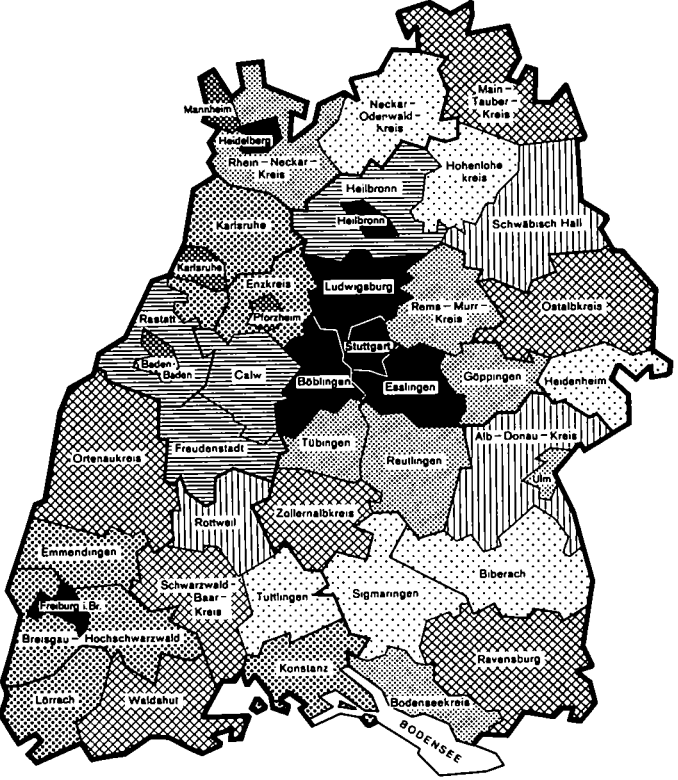 Main –
Tauber –
Kreis
Neckar–
Odenwald–
Kreis
Mannheim
Heidelberg
Rhein – Neckar –
Kreis
Hohenlohe
kreis
Heilbronn
Heilbronn
Schwäbisch Hall
Karlsruhe
Karlsruhe
Enzkreis
Ludwigsburg
Pforzheim
Rems – Murr –
Kreis
Ostalbkreis
Rastatt
Stuttgart
Baden–
Baden
Calw
Böblingen
Esslingen
Göppingen
Heidenheim
Freudenstadt
Tübingen
Reutlingen
Alb – Donau – Kreis
Ulm
Ortenaukreis
Rottweil
Zollernalbkreis
Emmendingen
Schwarzwald –
Baar –
Kreis
Tuttlingen
Sigmaringen
Biberach
Freiburg i.Br.
Breisgau – Hochschwarzwald
Konstanz
Ravensburg
Lörrach
Waldshut
Bodenseekreis
BODENSEE